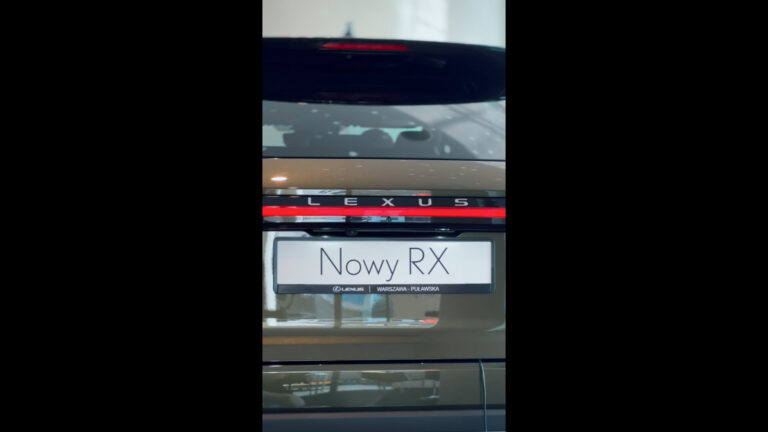 LEXUS
Nowy RX
LEXUS | WARSZAWA - PUŁAWSKA